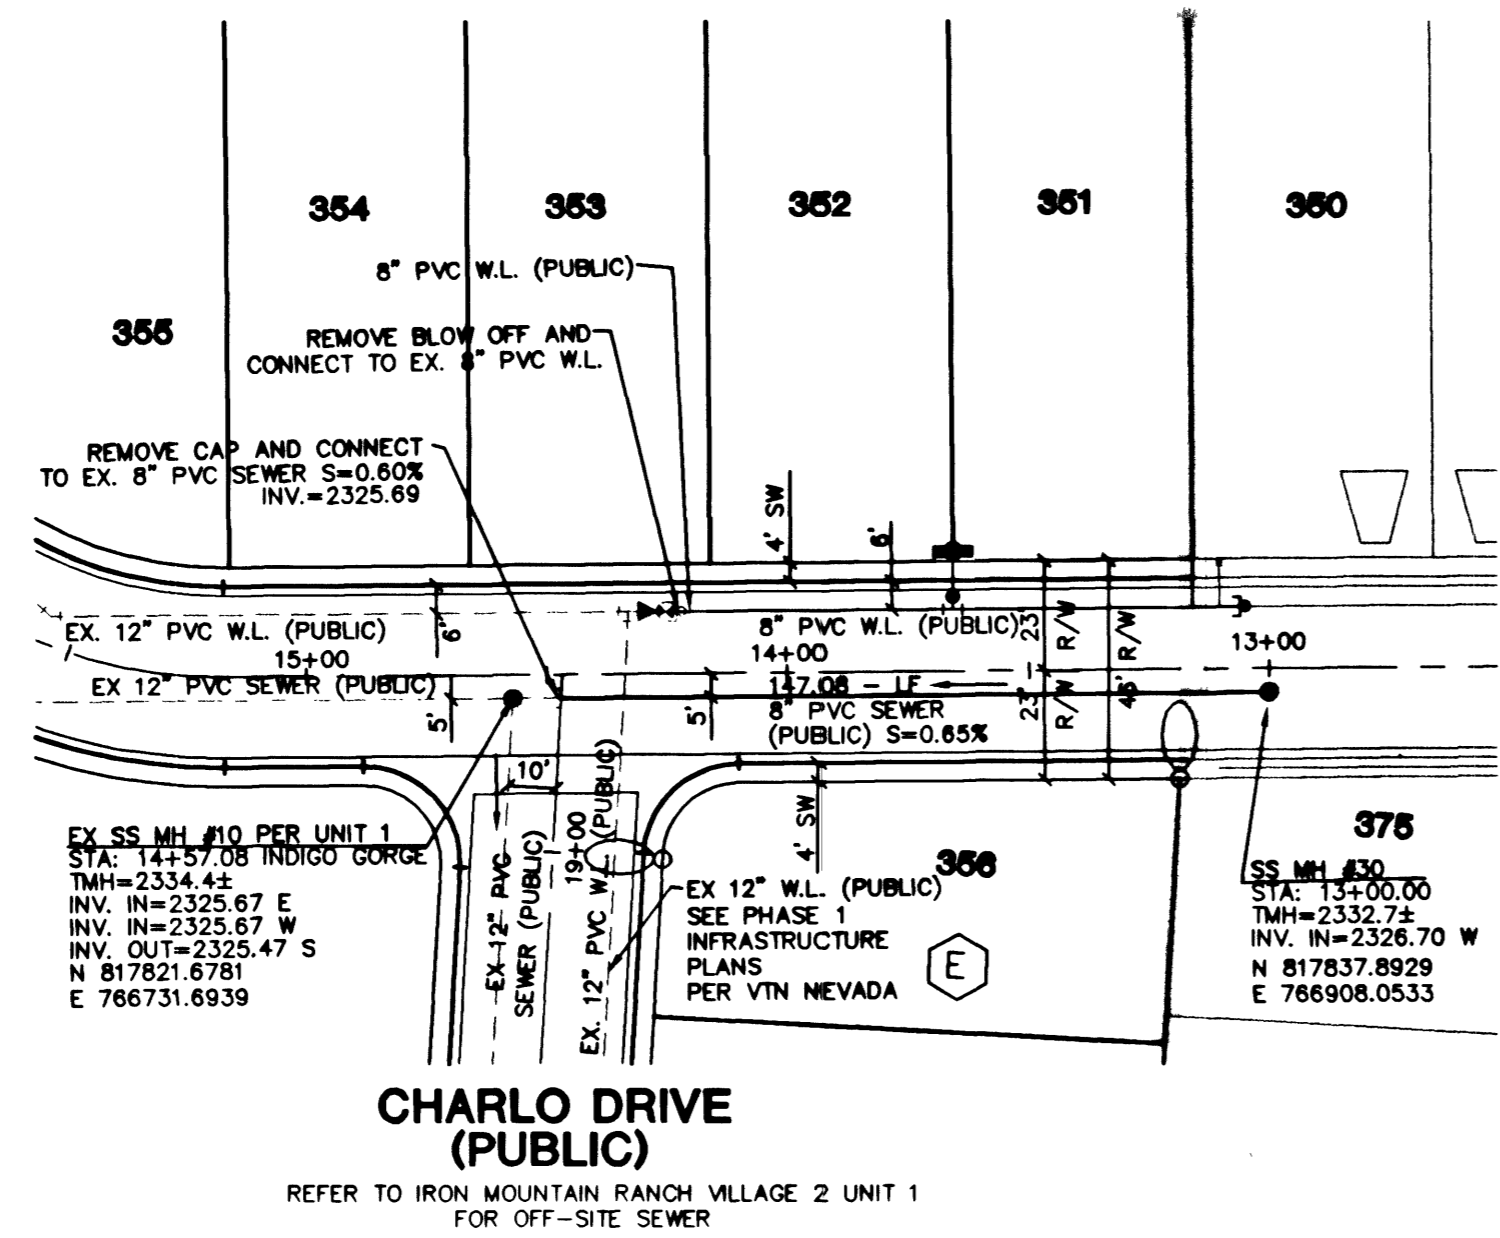 354
353
352
351
350
355
8" PVC W.L. (PUBLIC)
REMOVE BLOW OFF AND
CONNECT TO EX. 8" PVC W.L.
REMOVE CAP AND CONNECT
TO EX. 8" PVC SEWER S=0.60%
INV.=2325.69
4' SW
6'
EX. 12" PVC W.L. (PUBLIC)
6'
8" PVC W.L. (PUBLIC)
23'
R/W
R/W
13+00
15+00
14+00
EX 12" PVC SEWER (PUBLIC)
147.08 - LF
5'
5'
8" PVC SEWER
(PUBLIC) S=0.65%
23'
R/W
46'
10'
EX 12" PVC
SEWER (PUBLIC)
19+00
EX. 12" PVC W.L. (PUBLIC)
4' SW
356
375
EX SS MH #10 PER UNIT 1
STA: 14+57.08 INDIGO GORGE
TMH=2334.4±
INV. IN=2325.67 E
INV. IN=2325.67 W
INV. OUT=2325.47 S
N 817821.6781
E 766731.6939
EX 12" W.L. (PUBLIC)
SEE PHASE 1
INFRASTRUCTURE
PLANS
PER VTN NEVADA
E
SS MH #30
STA: 13+00.00
TMH=2332.7±
INV. IN=2326.70 W
N 817837.8929
E 766908.0533
CHARLO DRIVE
(PUBLIC)
REFER TO IRON MOUNTAIN RANCH VILLAGE 2 UNIT 1
FOR OFF-SITE SEWER